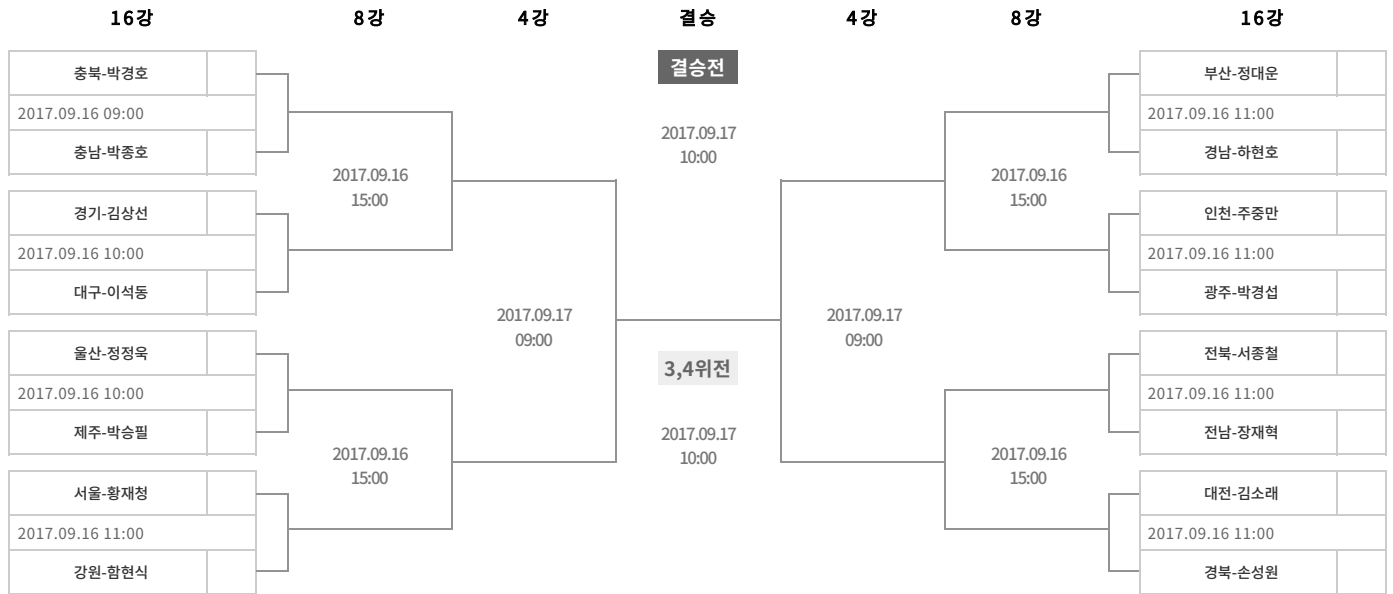 16강
8강
4강
결승
4강
8강
16강
충북-박경호
2017.09.16 09:00
충남-박종호
경기-김상선
2017.09.16 10:00
대구-이석동
울산-정정욱
2017.09.16 10:00
제주-박승필
서울-황재청
2017.09.16 11:00
강원-함현식
2017.09.16
15:00
2017.09.16
15:00
2017.09.17
09:00
결승전
2017.09.17
10:00
3,4위전
2017.09.17
10:00
2017.09.17
09:00
2017.09.16
15:00
2017.09.16
15:00
부산-정대운
2017.09.16 11:00
경남-하현호
인천-주중만
2017.09.16 11:00
광주-박경섭
전북-서종철
2017.09.16 11:00
전남-장재혁
대전-김소래
2017.09.16 11:00
경북-손성원